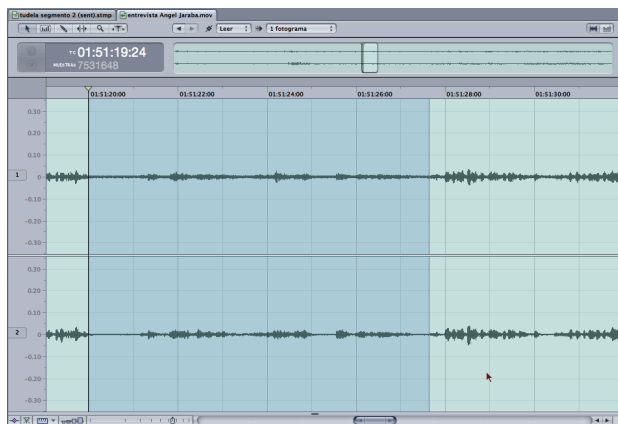 tudela segmento 2 (sent).stmp
entrevista Angel Jaraba.mov
Leer
1 fotograma
TC 01:51:19:24
MUESTRAS 7531648
01:51:20:00 01:51:22:00 01:51:24:00 01:51:26:00 01:51:28:00 01:51:30:00
0.30
0.20
0.10
1 0
-0.10
-0.20
-0.30
0.30
0.20
0.10
2 0
-0.10
-0.20
-0.30